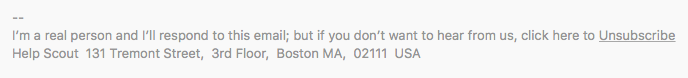 --
I'm a real person and I'll respond to this email; but if you don't want to hear from us, click here to Unsubscribe
Help Scout  131 Tremont Street,  3rd Floor,  Boston MA,  02111  USA